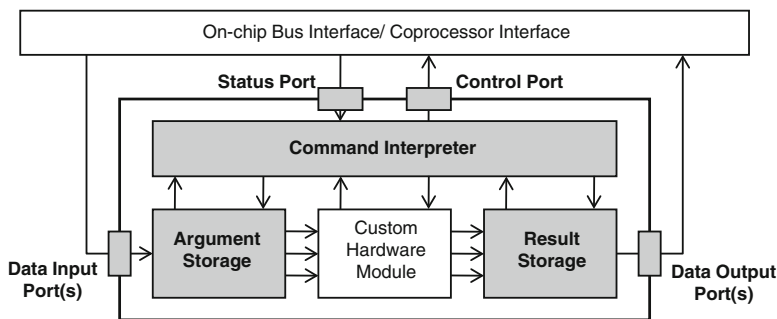 On-chip Bus Interface/ Coprocessor Interface
Status Port
Control Port
Command Interpreter
Argument
Storage
Custom
Hardware
Module
Result
Storage
Data Input
Port(s)
Data Output
Port(s)